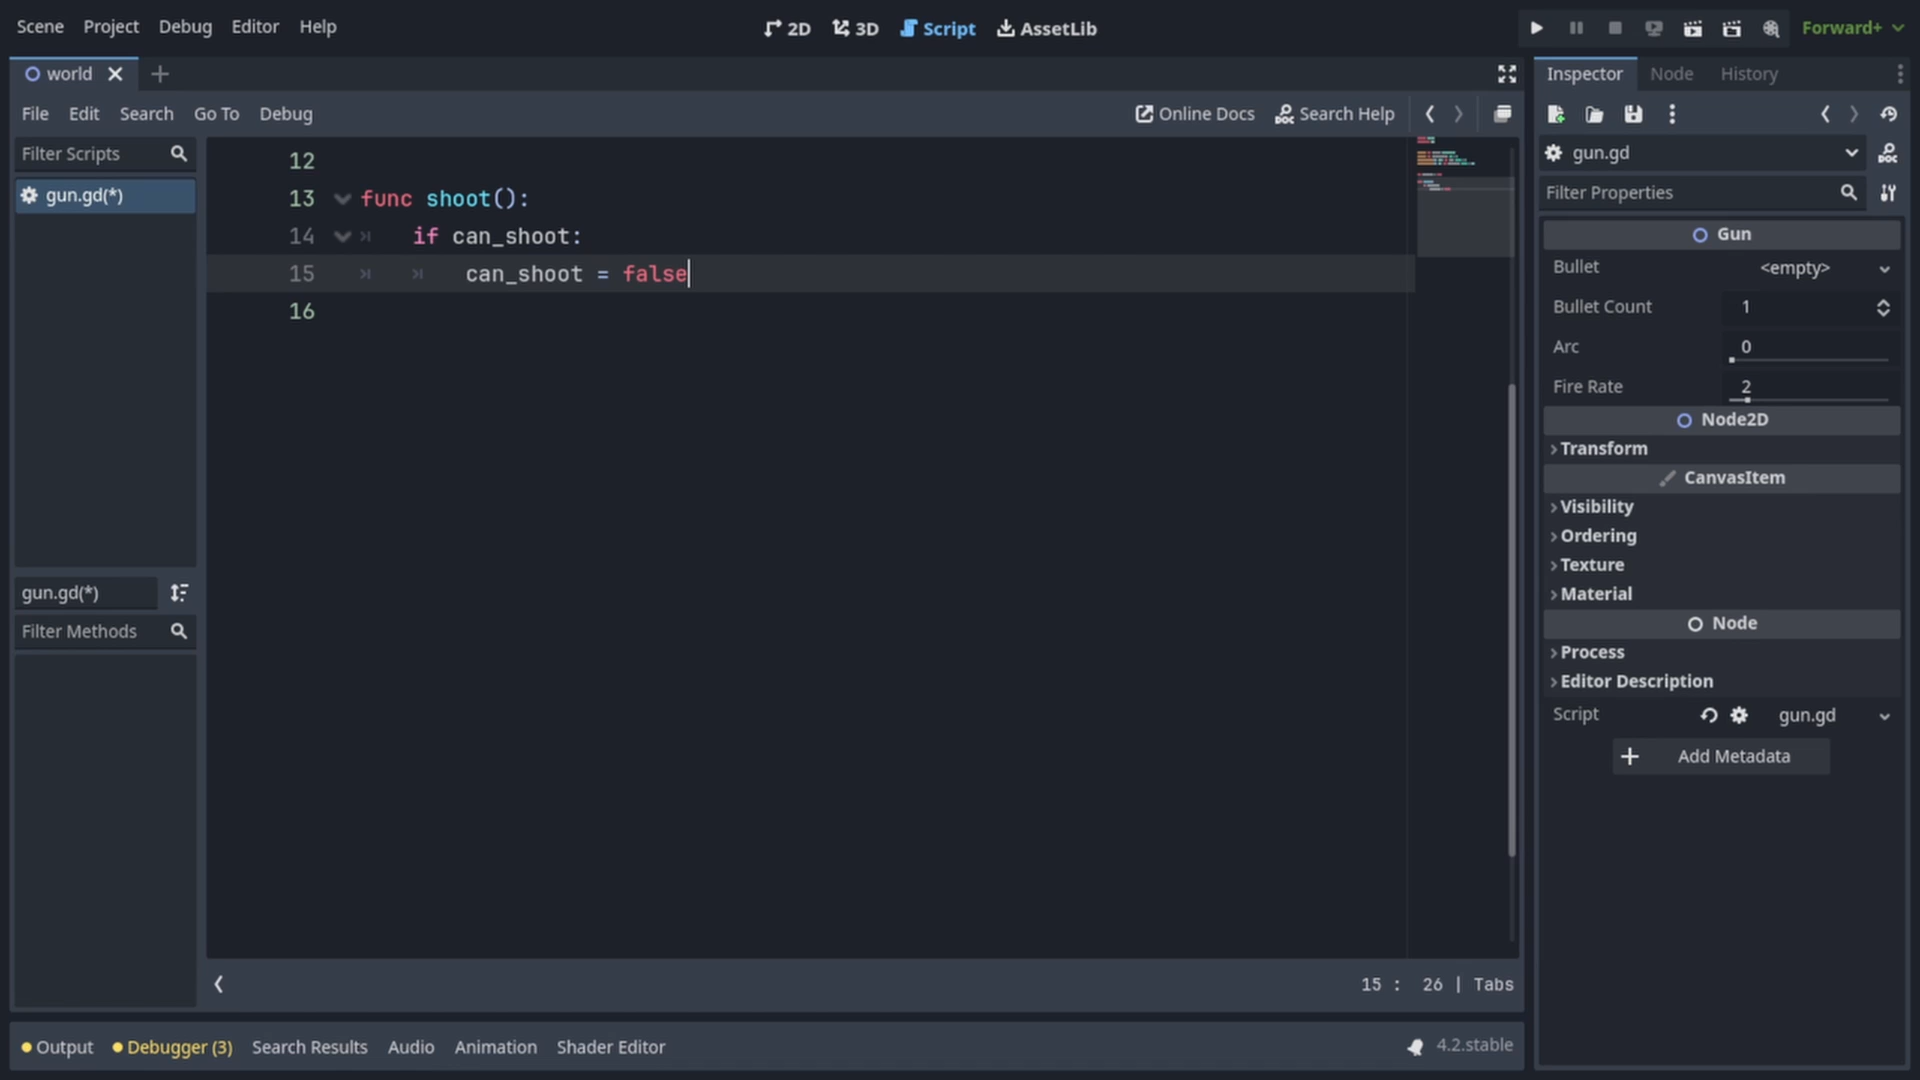 Scene Project Debug Editor Help 2D 3D Script AssetLib Forward+
world Inspector Node History
File Edit Search Go To Debug Online Docs Search Help
Filter Scripts gun.gd
gun.gd(*) Filter Properties
12
13 func shoot():
14 if can_shoot:
15 can_shoot = false
16
Gun
Bullet <empty>
Bullet Count 1
Arc 0
Fire Rate 2
Node2D
Transform
CanvasItem
Visibility
Ordering
Texture
Material
Node
Process
Editor Description
Script gun.gd
Add Metadata
gun.gd(*)
Filter Methods
15 : 26 | Tabs
Output Debugger (3) Search Results Audio Animation Shader Editor 4.2.stable